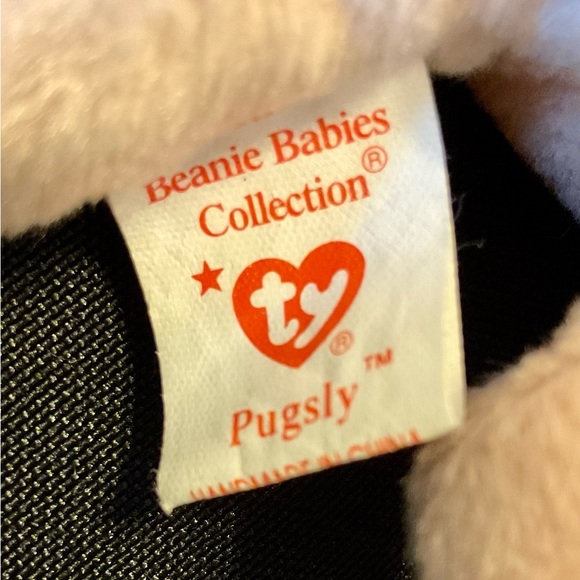 Beanie Babies
Collection®
★ ty®
Pugsly™
HANDMADE IN CHINA